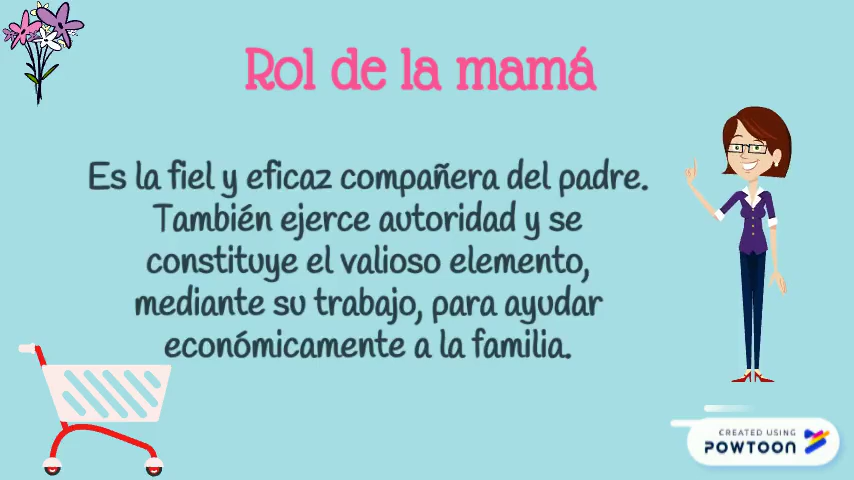 Rol de la mamá
Es la fiel y eficaz compañera del padre.
También ejerce autoridad y se
constituye el valioso elemento,
mediante su trabajo, para ayudar
económicamente a la familia.
CREATED USING
POWTOON